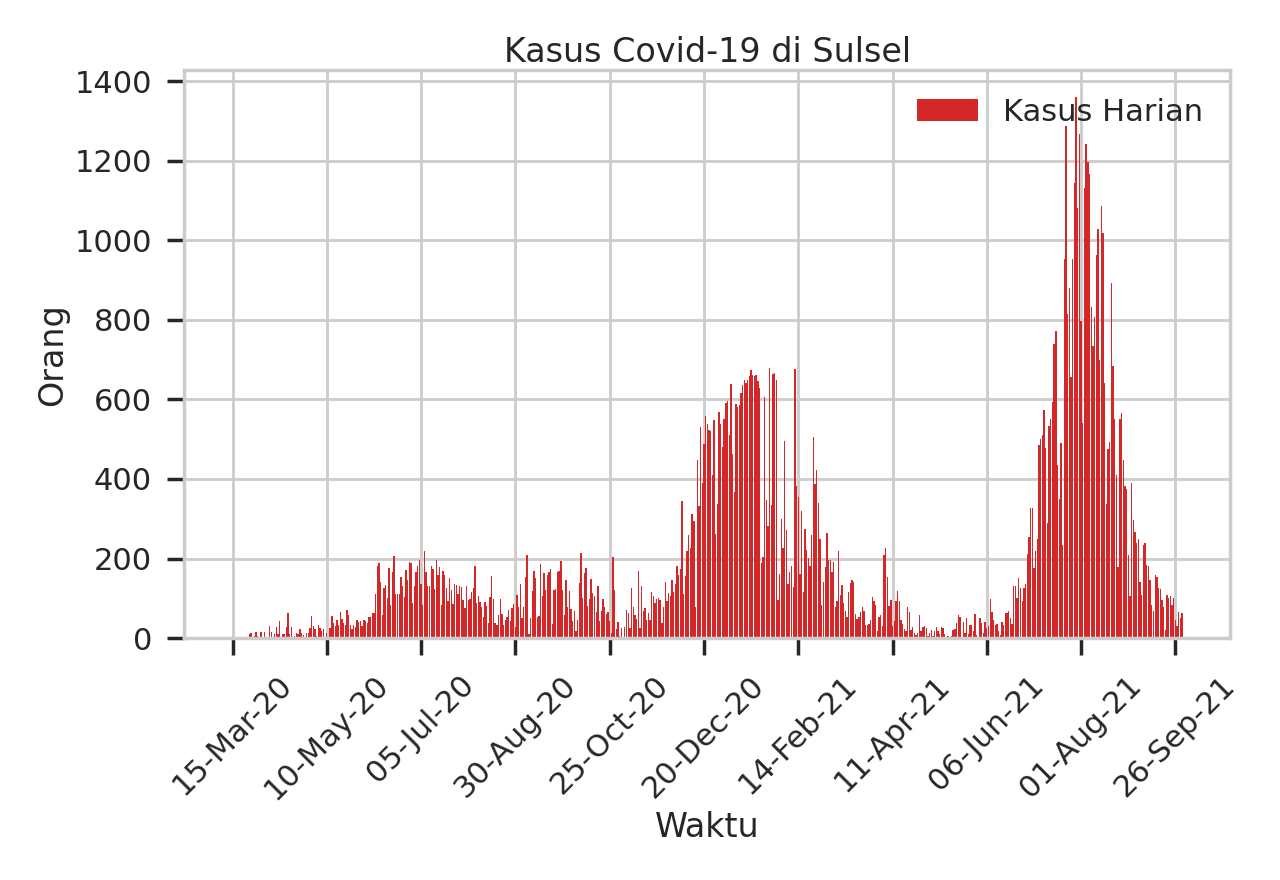 Kasus Covid-19 di Sulsel
Kasus Harian
1400
1200
1000
800
600
400
200
0
Orang
15-Mar-20
10-May-20
05-Jul-20
30-Aug-20
25-Oct-20
20-Dec-20
14-Feb-21
11-Apr-21
06-Jun-21
01-Aug-21
26-Sep-21
Waktu